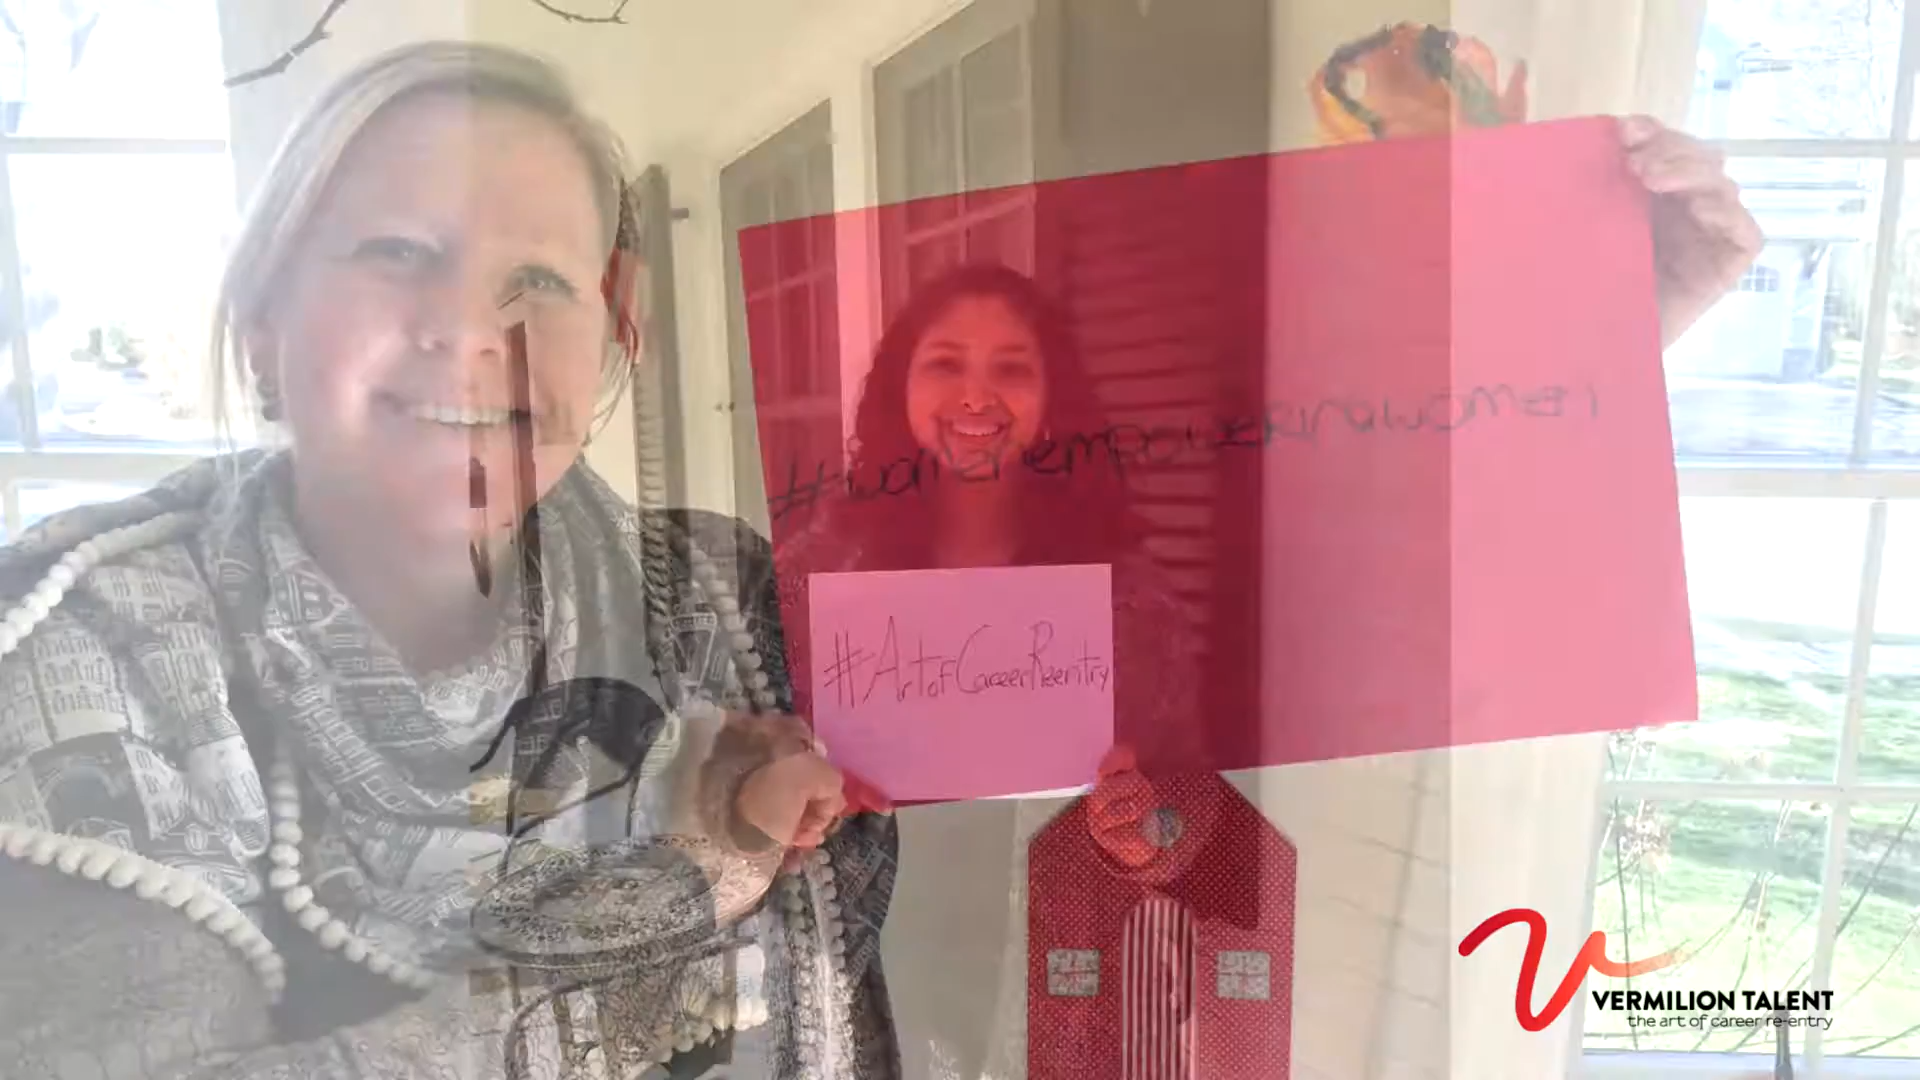 #womenempoweringwomen
#ArtofCareerReentry
VERMILION TALENT
the art of career re-entry